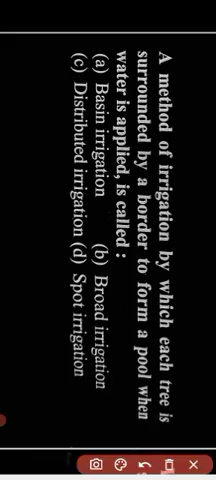 A method of irrigation by which each tree is
surrounded by a border to form a pool when
water is applied, is called :
(a) Basin irrigation (b) Broad irrigation
(c) Distributed irrigation (d) Spot irrigation